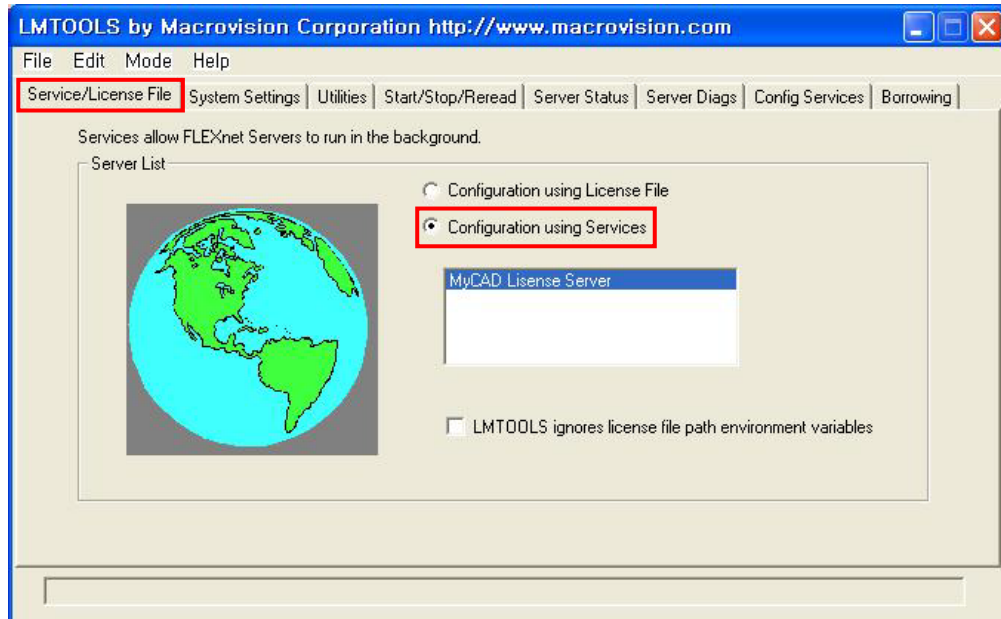 LMTOOLS by Macrovision Corporation http://www.macrovision.com
File Edit Mode Help
Service/License File System Settings Utilities Start/Stop/Reread Server Status Server Diags Config Services Borrowing
Services allow FLEXnet Servers to run in the background.
Server List
Configuration using License File
Configuration using Services
MyCAD Lisense Server
LMTOOLS ignores license file path environment variables